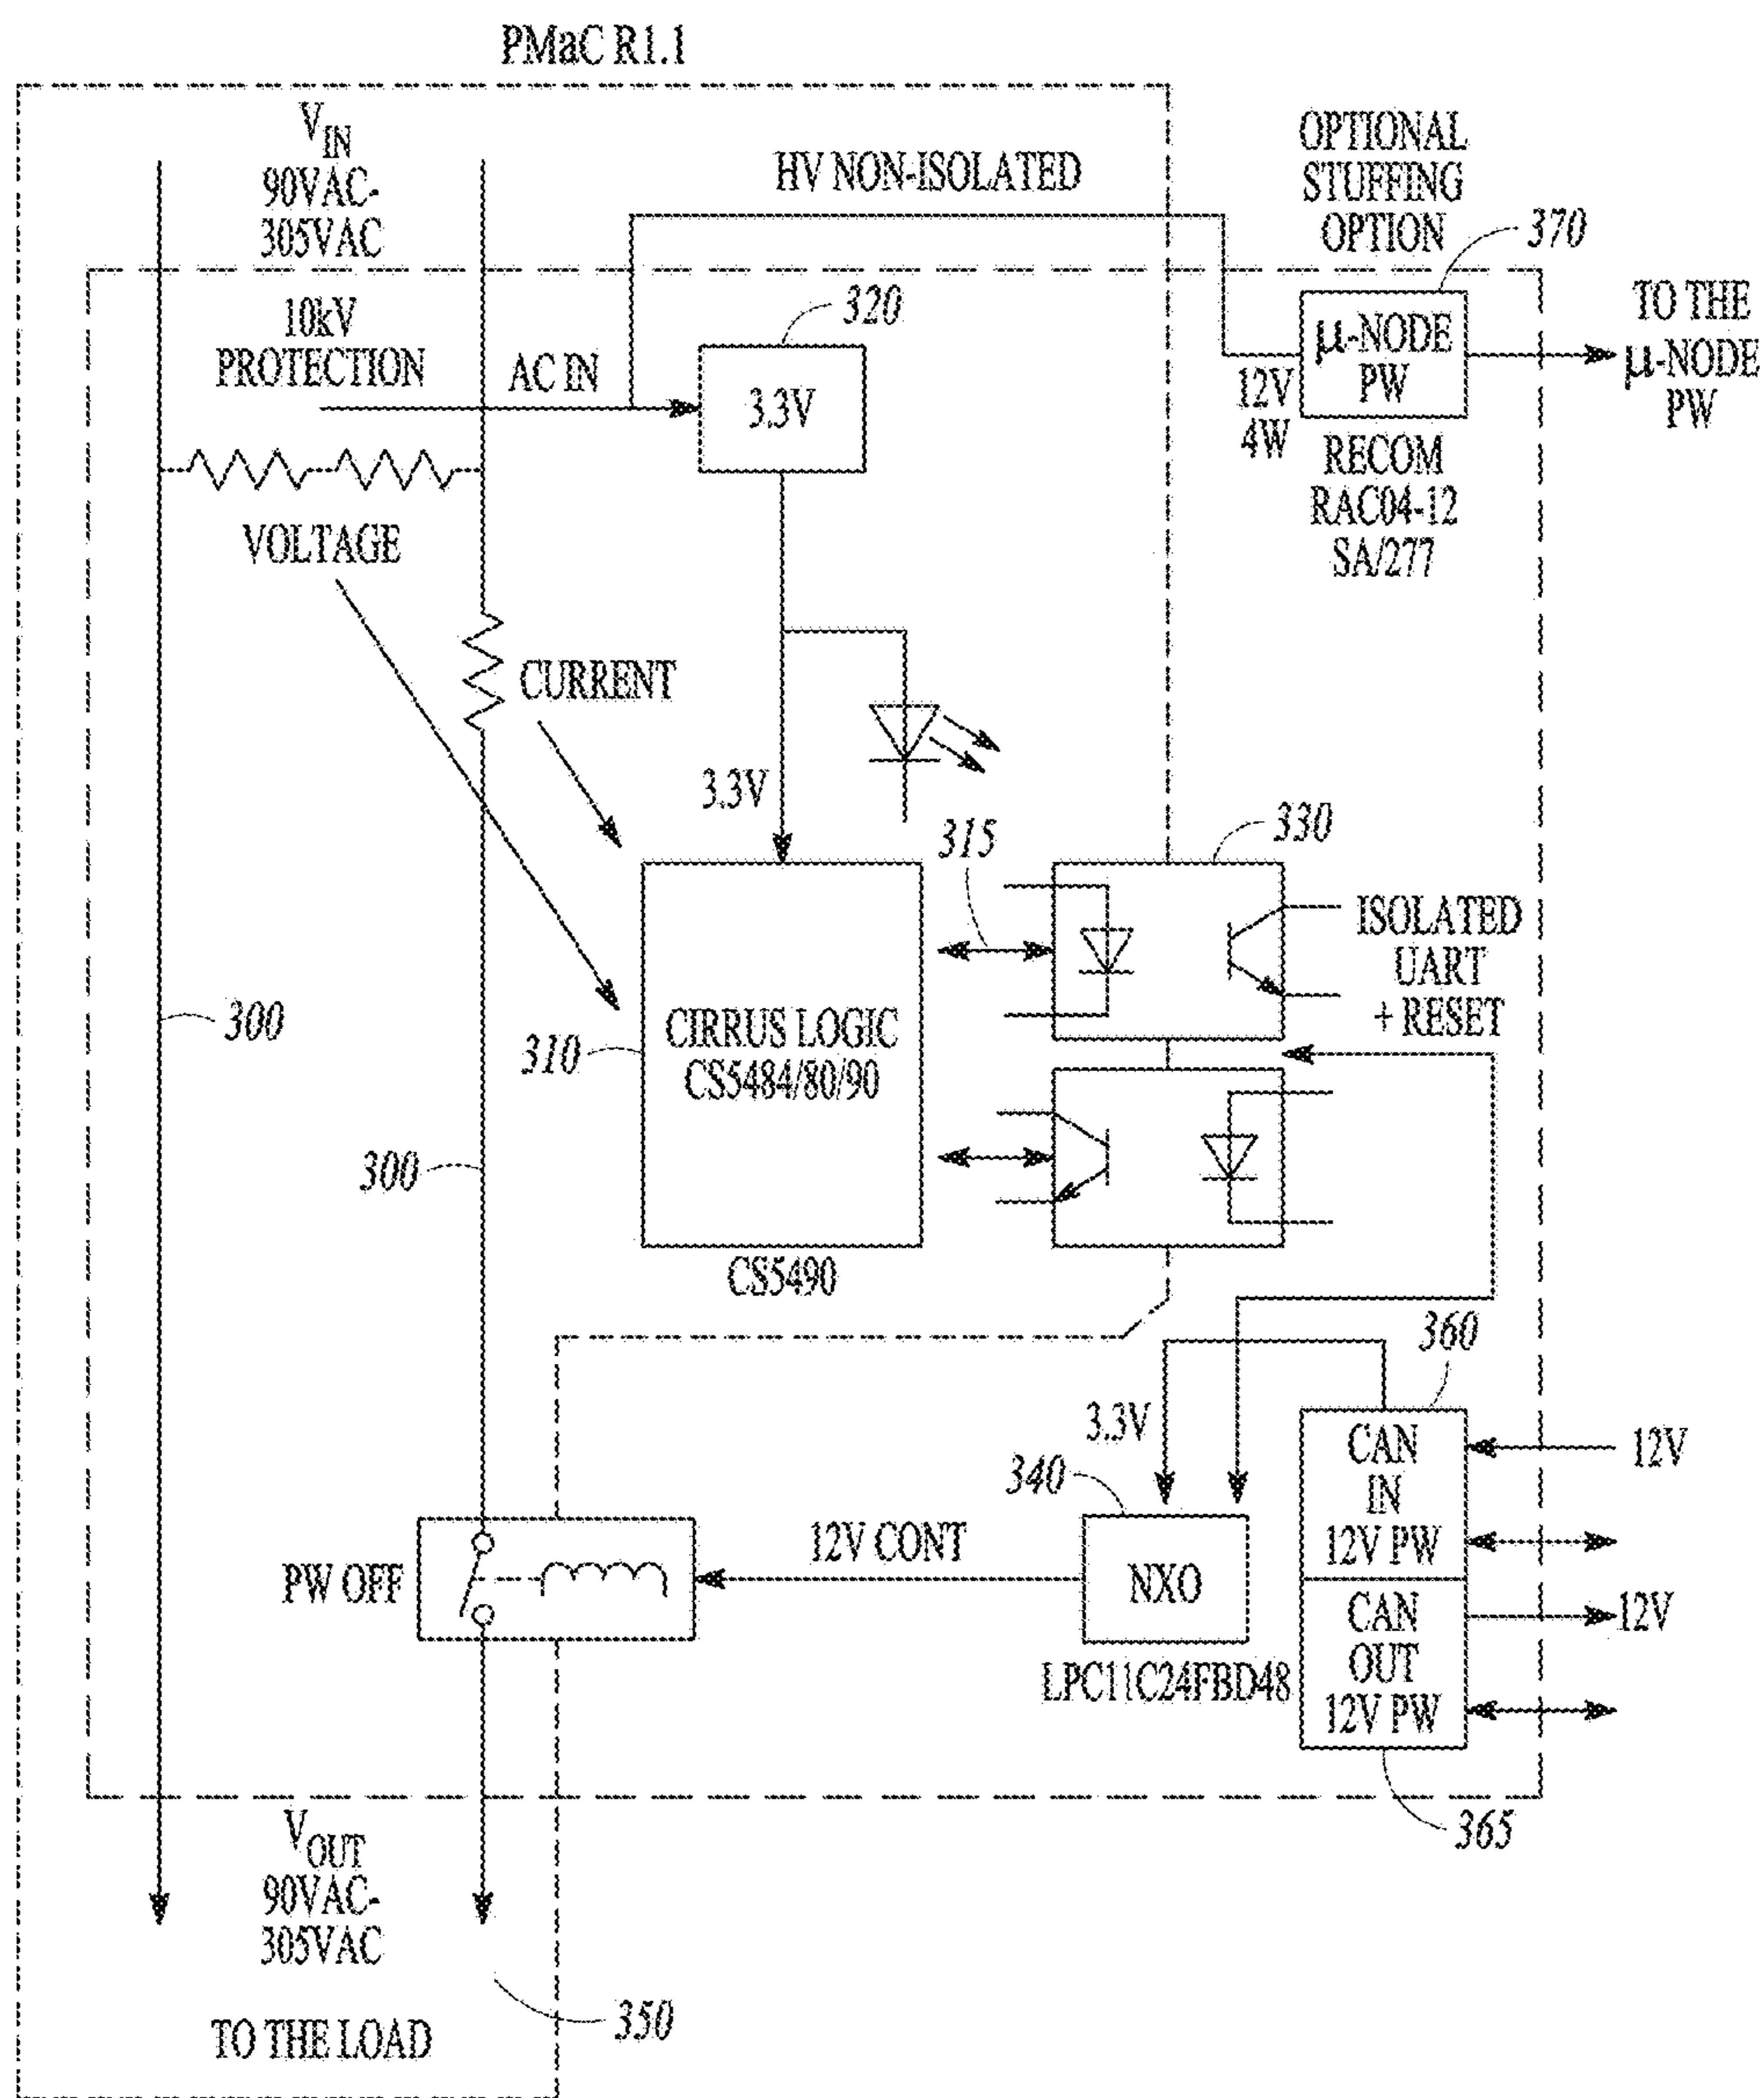 PMaC R1.1
VIN
90VAC-
305VAC
HV NON-ISOLATED
OPTIONAL
STUFFING
OPTION
370
10kV
PROTECTION
AC IN
320
3.3V
12V
4W
μ-NODE
PW
TO THE
μ-NODE
PW
RECOM
RAC04-12
SA/277
VOLTAGE
CURRENT
3.3V
315
330
ISOLATED
UART
+ RESET
300
310
CIRRUS LOGIC
CS5484/80/90
300
CS5490
360
3.3V
340
CAN
IN
12V PW
12V
PW OFF
12V CONT
NXO
LPC11C24FBD48
CAN
OUT
12V PW
12V
365
VOUT
90VAC-
305VAC
350
TO THE LOAD